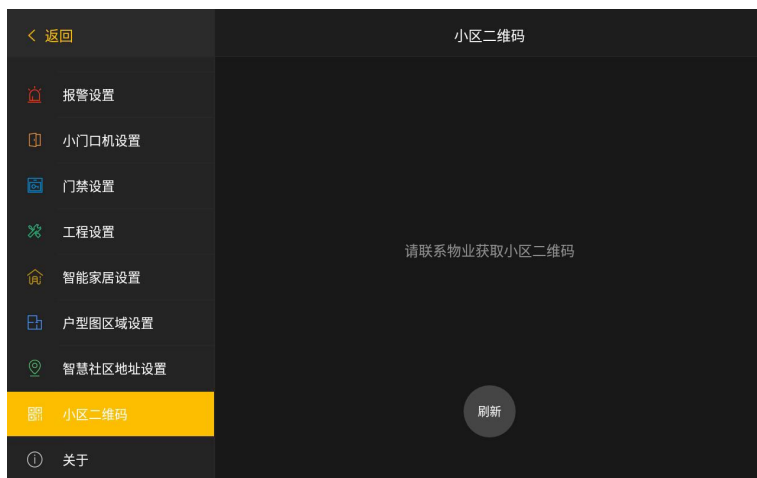 返回
小区二维码
报警设置
小门口机设置
门禁设置
工程设置
智能家居设置
户型图区域设置
智慧社区地址设置
小区二维码
关于
请联系物业获取小区二维码
刷新